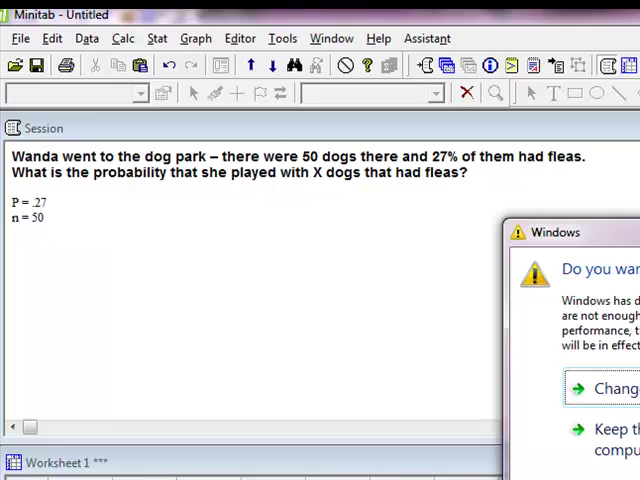 Minitab - Untitled
File Edit Data Calc Stat Graph Editor Tools Window Help Assistant
Session
Wanda went to the dog park – there were 50 dogs there and 27% of them had fleas.
What is the probability that she played with X dogs that had fleas?
P = .27
n = 50
Windows
Do you wa
Windows has d
are not enoug
performance, t
will be in effec
Chang
Keep th
compu
Worksheet 1 ***